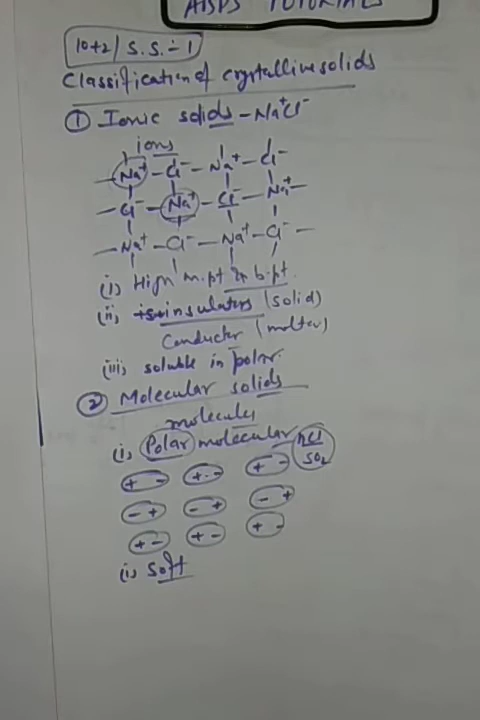 AISPS TUTORIALS
10+2/ S.S. - 1
Classification of crystalline solids
① Ionic solids - Na⁺Cl⁻
ions
- Na⁺ - Cl⁻ - Na⁺ - Cl⁻
- Cl⁻ - Na⁺ - Cl⁻ - Na⁺ -
- Na⁺ - Cl⁻ - Na⁺ - Cl⁻ -
(i) High m.pt & b.pt.
(ii) insulators (solid)
Conductor (molten)
(iii) soluble in polar.
② Molecular solids
molecules
(i) Polar molecular HCl
SO₂
+ - + - + -
- + - + - +
+ - + - + -
(i) Soft